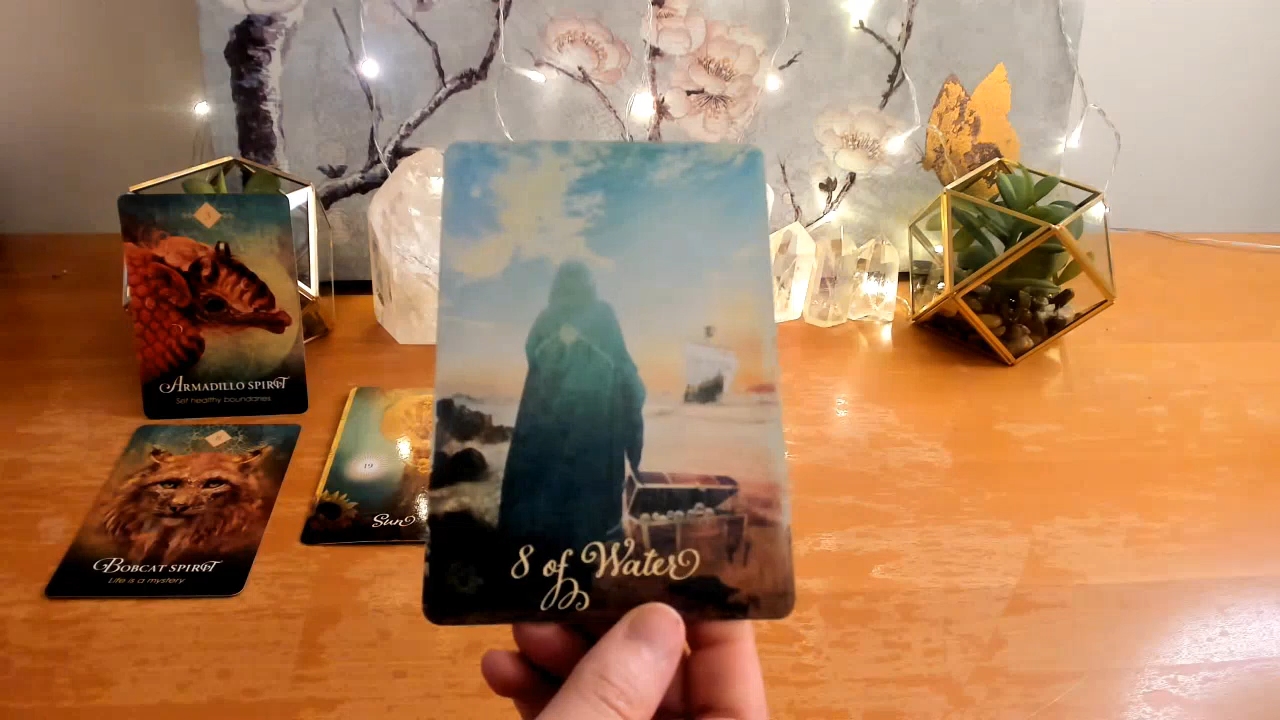 ARMADILLO SPIRIT
Set healthy boundaries
BOBCAT SPIRIT
Life is a mystery
19
Sun
8 of Water